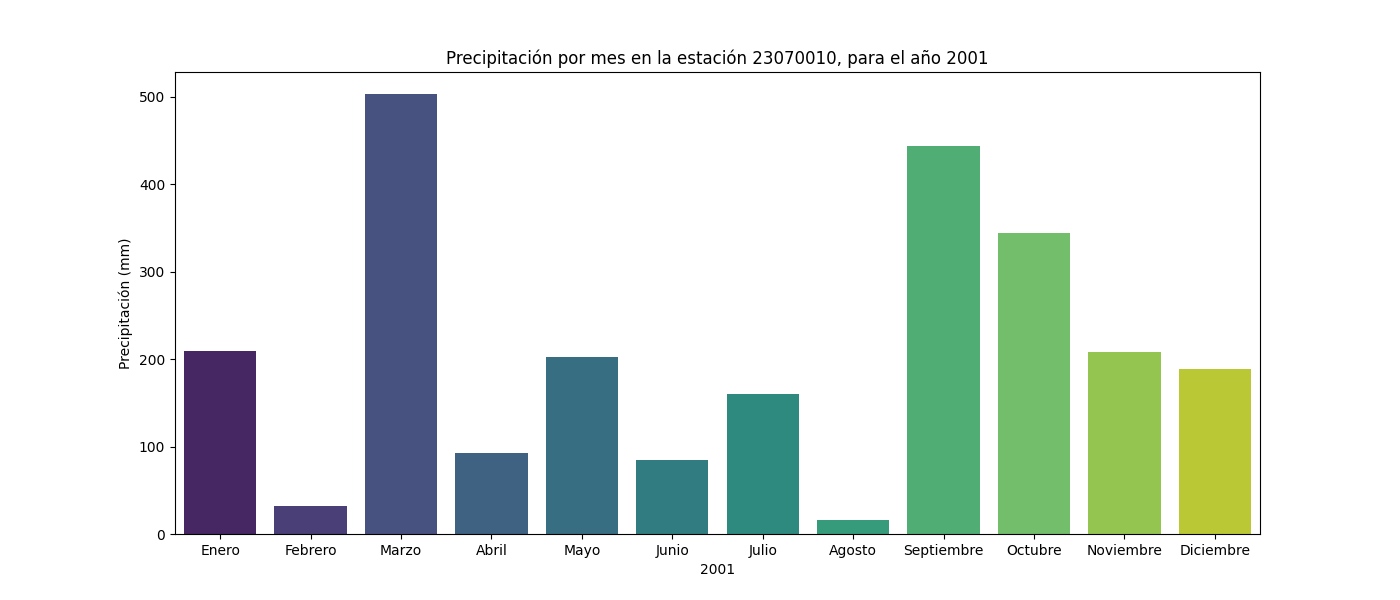 Precipitación por mes en la estación 23070010, para el año 2001
Precipitación (mm)
500
400
300
200
100
0
Enero Febrero Marzo Abril Mayo Junio Julio Agosto Septiembre Octubre Noviembre Diciembre
2001